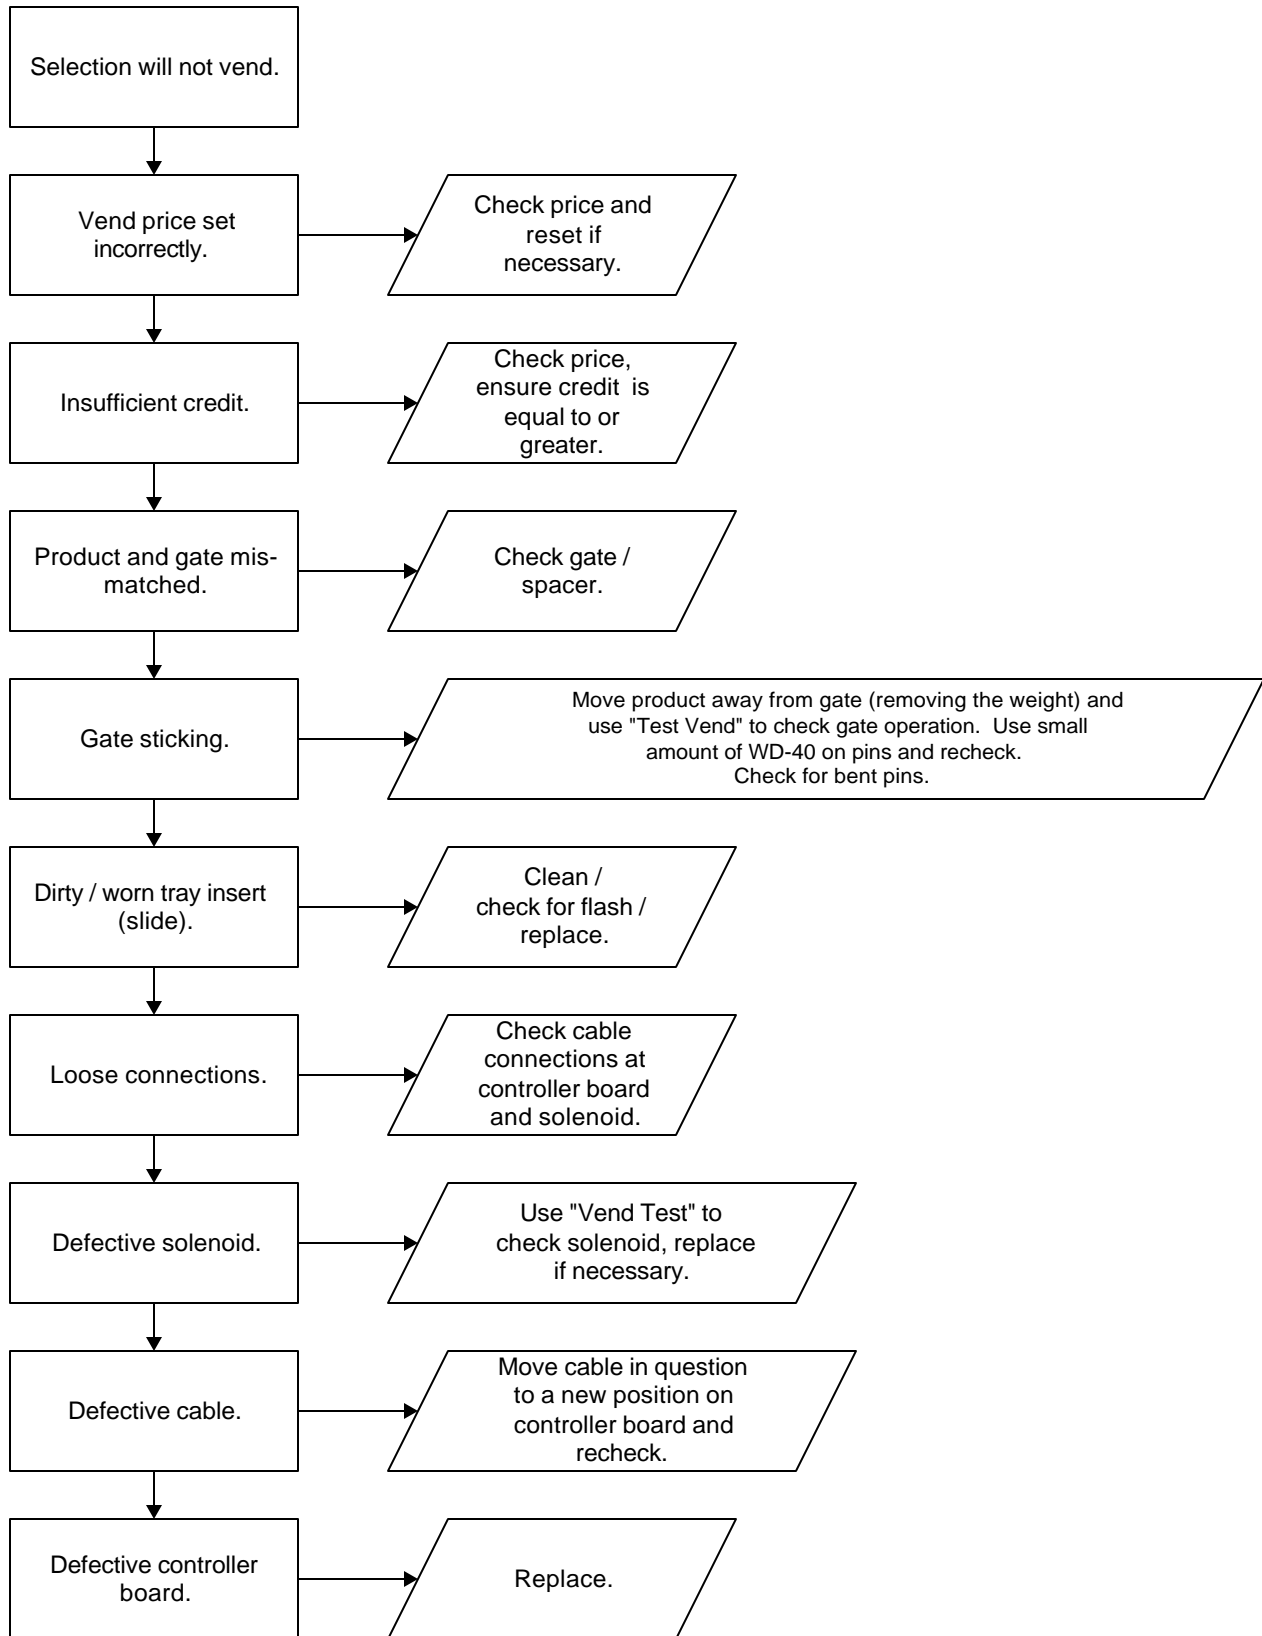 Selection will not vend.
Vend price set
incorrectly.
Check price and
reset if
necessary.
Insufficient credit.
Check price,
ensure credit is
equal to or
greater.
Product and gate mis-
matched.
Check gate /
spacer.
Gate sticking.
Move product away from gate (removing the weight) and
use "Test Vend" to check gate operation. Use small
amount of WD-40 on pins and recheck.
Check for bent pins.
Dirty / worn tray insert
(slide).
Clean /
check for flash /
replace.
Loose connections.
Check cable
connections at
controller board
and solenoid.
Defective solenoid.
Use "Vend Test" to
check solenoid, replace
if necessary.
Defective cable.
Move cable in question
to a new position on
controller board and
recheck.
Defective controller
board.
Replace.